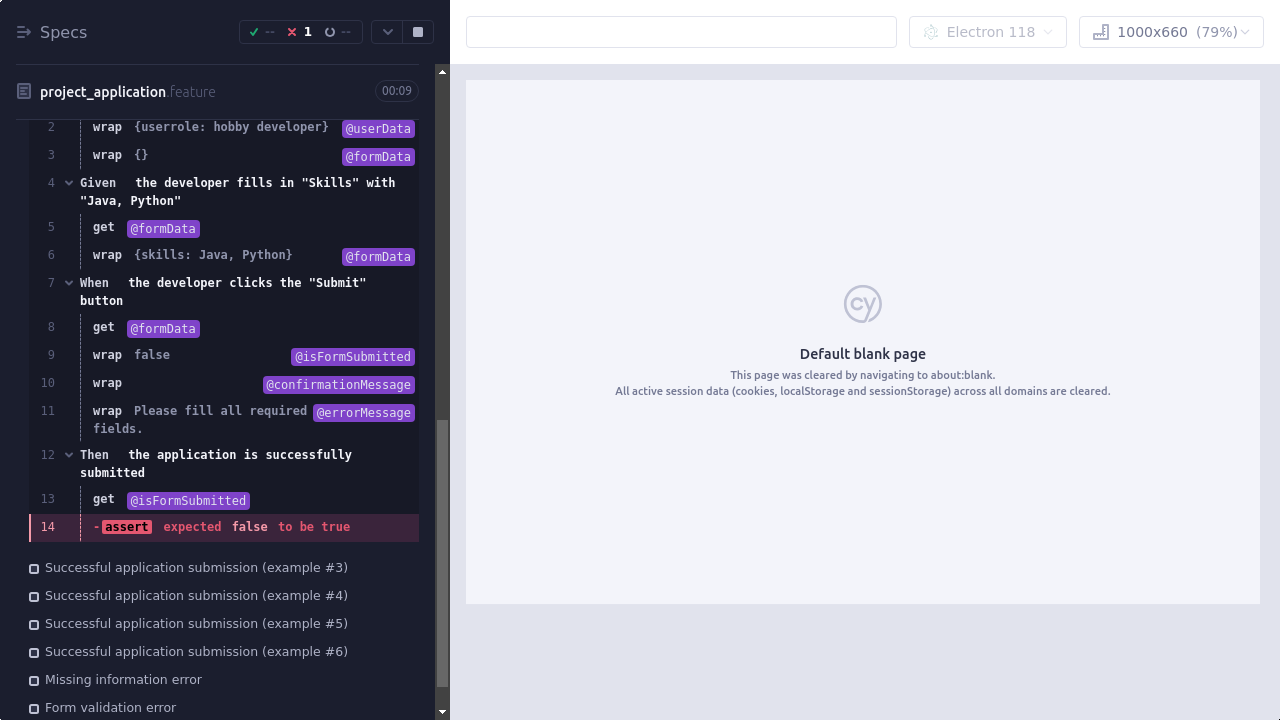 Specs
-- 1 --
Electron 118
1000x660 (79%)
project_application.feature
00:09
2 wrap {userrole: hobby developer} @userData
3 wrap {} @formData
4 Given the developer fills in "Skills" with
"Java, Python"
5 get @formData
6 wrap {skills: Java, Python} @formData
7 When the developer clicks the "Submit"
button
8 get @formData
9 wrap false @isFormSubmitted
10 wrap @confirmationMessage
11 wrap Please fill all required @errorMessage
fields.
12 Then the application is successfully
submitted
13 get @isFormSubmitted
14 -assert expected false to be true
Successful application submission (example #3)
Successful application submission (example #4)
Successful application submission (example #5)
Successful application submission (example #6)
Missing information error
Form validation error
cy
Default blank page
This page was cleared by navigating to about:blank.
All active session data (cookies, localStorage and sessionStorage) across all domains are cleared.